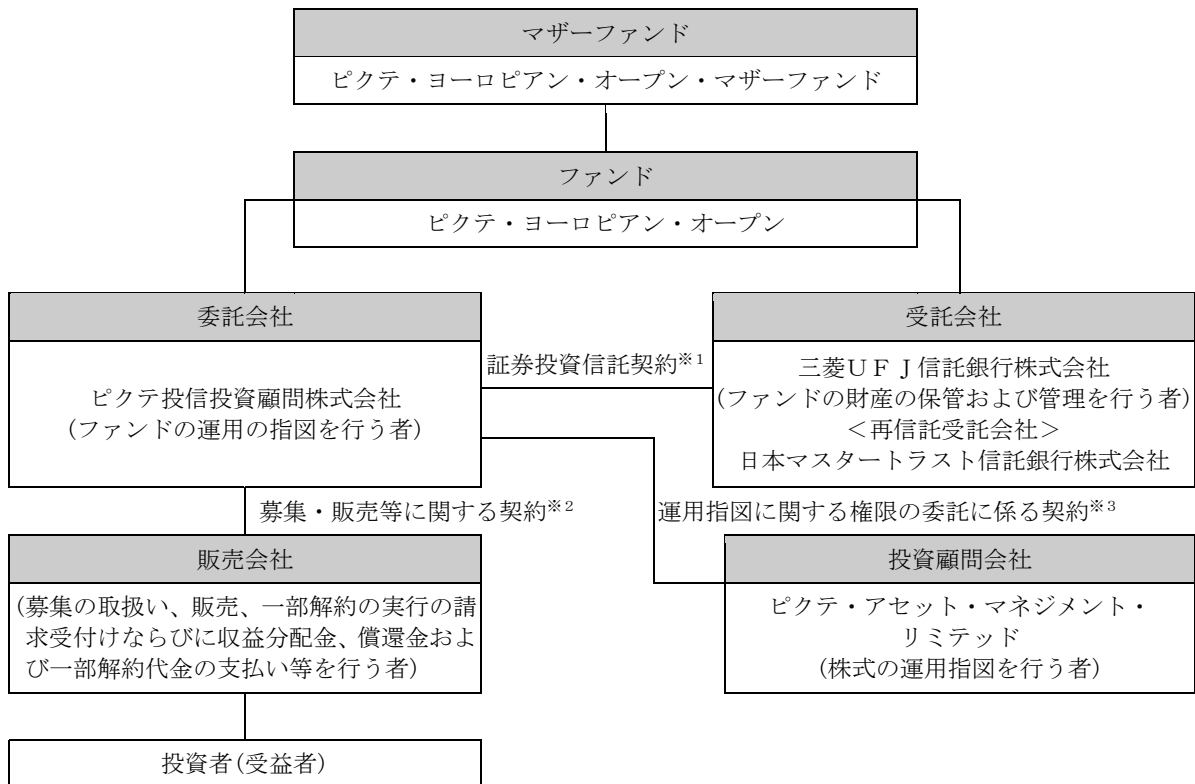 マザーファンド
ピクテ・ヨーロピアン・オープン・マザーファンド
ファンド
ピクテ・ヨーロピアン・オープン
委託会社
ピクテ投信投資顧問株式会社
(ファンドの運用の指図を行う者)
証券投資信託契約※1
受託会社
三菱UFJ信託銀行株式会社
(ファンドの財産の保管および管理を行う者)
<再信託受託会社>
日本マスタートラスト信託銀行株式会社
募集・販売等に関する契約※2
運用指図に関する権限の委託に係る契約※3
販売会社
(募集の取扱い、販売、一部解約の実行の請
求受付けならびに収益分配金、償還金およ
び一部解約代金の支払い等を行う者)
投資顧問会社
ピクテ・アセット・マネジメント・
リミテッド
(株式の運用指図を行う者)
投資者(受益者)